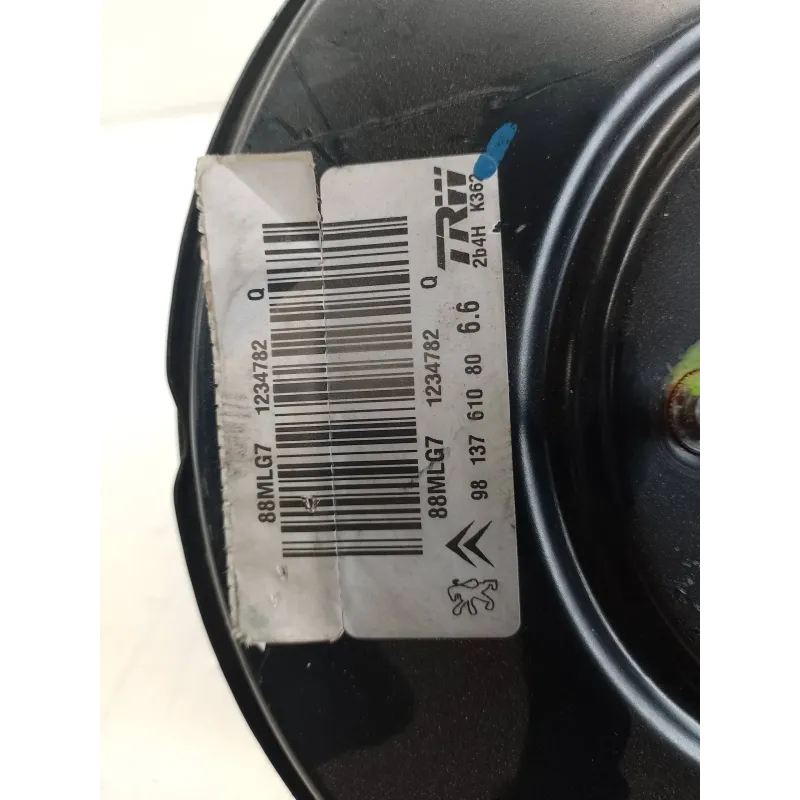 88MLG7 1234782 Q
88MLG7 1234782 Q
TRW
2b4H K362
98 137 610 80 6.6